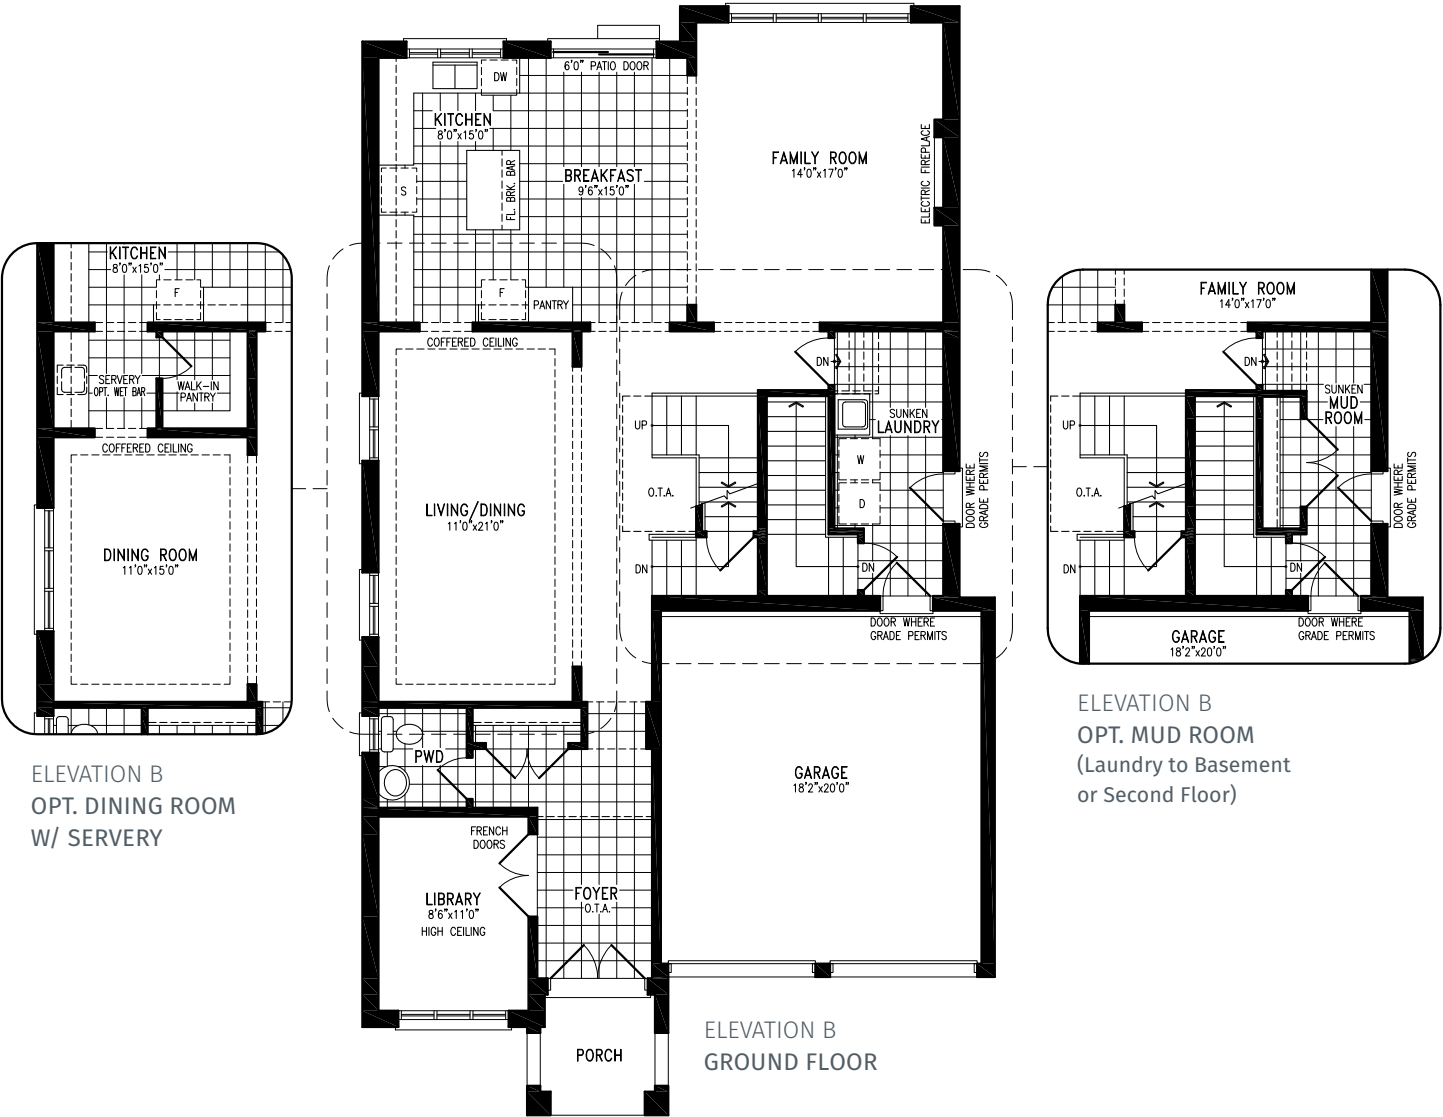 6'0" PATIO DOOR
DW
KITCHEN
8'0"x15'0"
S
FL. BRK. BAR
BREAKFAST
9'6"x15'0"
F
PANTRY
FAMILY ROOM
14'0"x17'0"
ELECTRIC FIREPLACE
COFFERED CEILING
LIVING/DINING
11'0"x21'0"
UP
O.T.A.
DN
DN
SUNKEN
LAUNDRY
W
D
DN
DOOR WHERE
GRADE PERMITS
DOOR WHERE
GRADE PERMITS
GARAGE
18'2"x20'0"
PWD
FRENCH
DOORS
LIBRARY
8'6"x11'0"
HIGH CEILING
FOYER
O.T.A.
PORCH
ELEVATION B
GROUND FLOOR
KITCHEN
8'0"x15'0"
F
SERVERY
OPT. WET BAR
WALK-IN
PANTRY
COFFERED CEILING
DINING ROOM
11'0"x15'0"
ELEVATION B
OPT. DINING ROOM
W/ SERVERY
FAMILY ROOM
14'0"x17'0"
DN
SUNKEN
MUD
ROOM
UP
O.T.A.
DN
DN
DOOR WHERE
GRADE PERMITS
DOOR WHERE
GRADE PERMITS
GARAGE
18'2"x20'0"
ELEVATION B
OPT. MUD ROOM
(Laundry to Basement
or Second Floor)